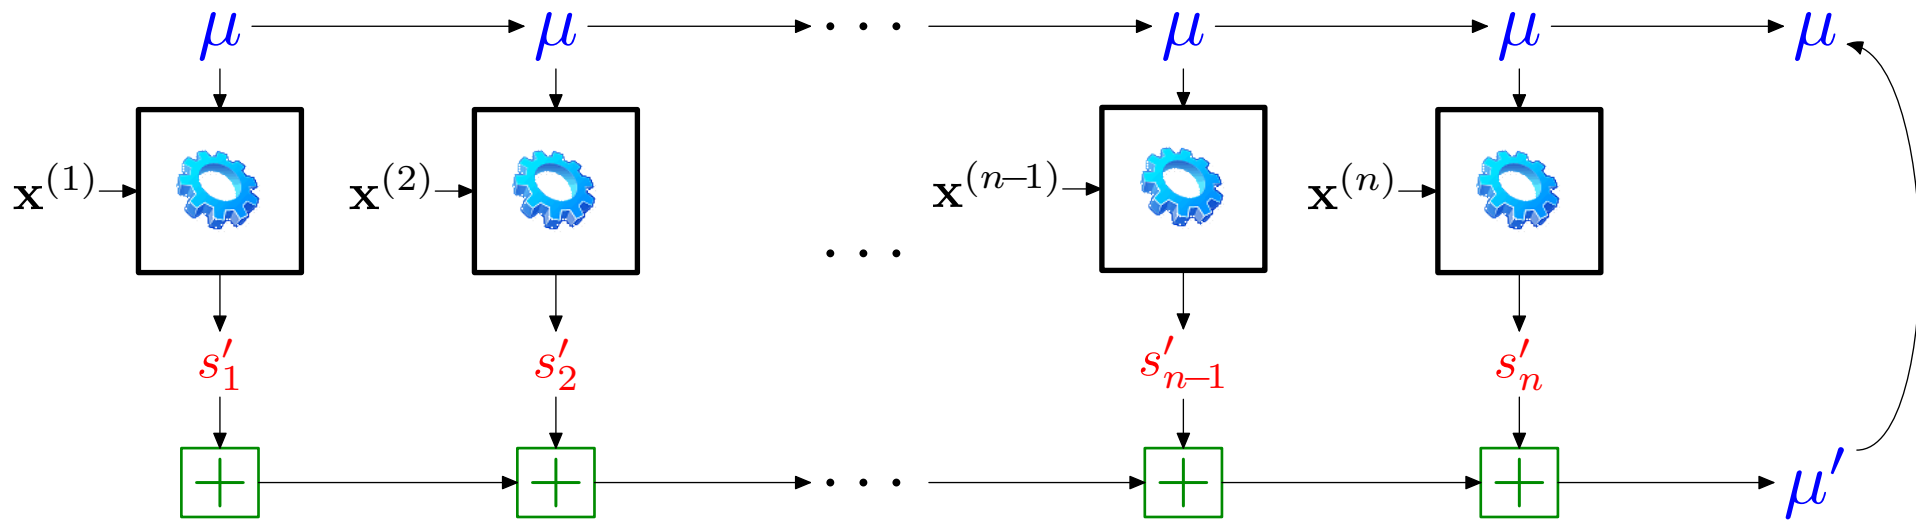 μ μ · · · μ μ μ
x⁽¹⁾ x⁽²⁾ x⁽ⁿ⁻¹⁾ x⁽ⁿ⁾
· · ·
s′₁ s′₂ s′ₙ₋₁ s′ₙ
+ + · · · + + μ′